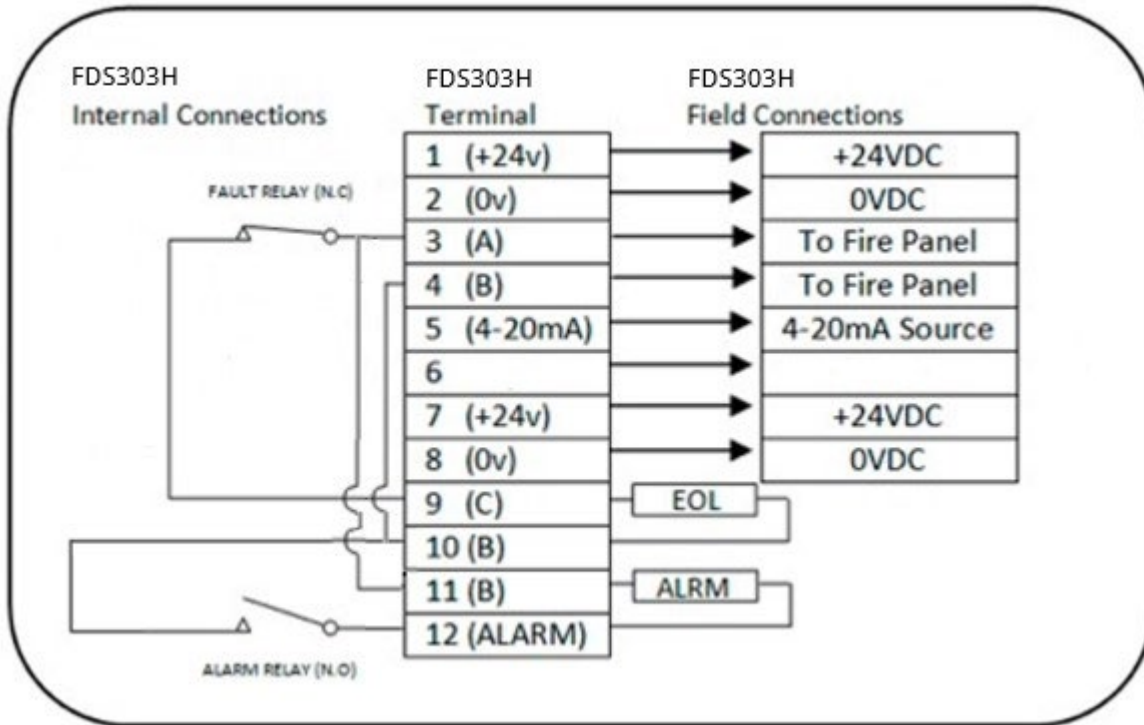 FDS303H FDS303H FDS303H
Internal Connections Terminal Field Connections
1 (+24v) +24VDC
FAULT RELAY (N.C)
2 (0v) 0VDC
3 (A) To Fire Panel
4 (B) To Fire Panel
5 (4-20mA) 4-20mA Source
6
7 (+24v) +24VDC
8 (0v) 0VDC
9 (C) EOL
10 (B)
11 (B) ALRM
12 (ALARM)
ALARM RELAY (N.O)